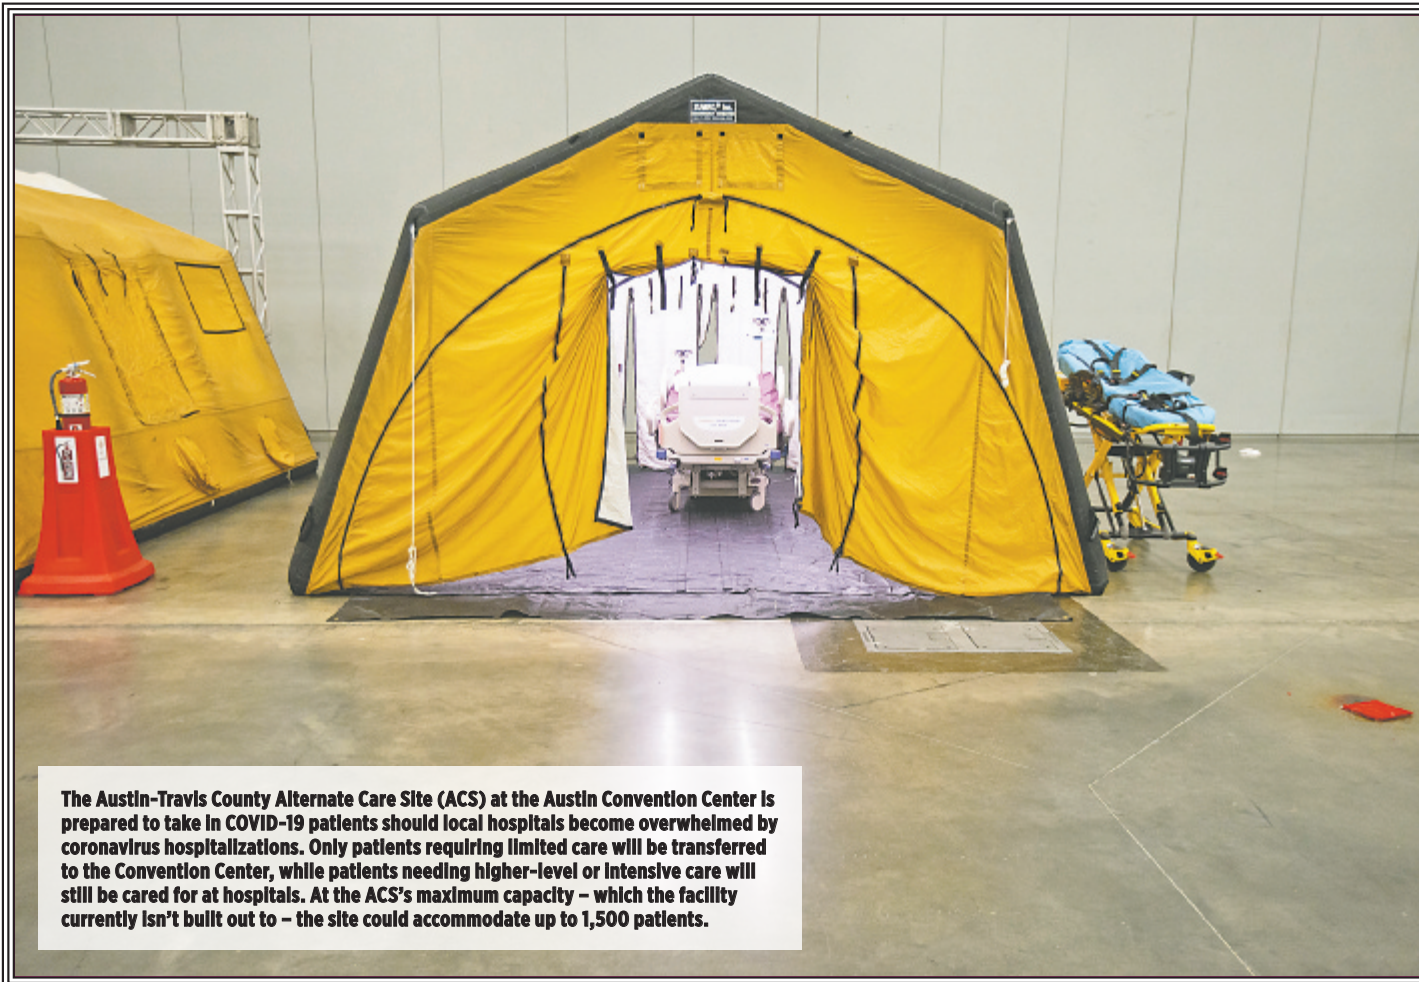 The Austin-Travis County Alternate Care Site (ACS) at the Austin Convention Center is
prepared to take in COVID-19 patients should local hospitals become overwhelmed by
coronavirus hospitalizations. Only patients requiring limited care will be transferred
to the Convention Center, while patients needing higher-level or intensive care will
still be cared for at hospitals. At the ACS's maximum capacity – which the facility
currently isn't built out to – the site could accommodate up to 1,500 patients.